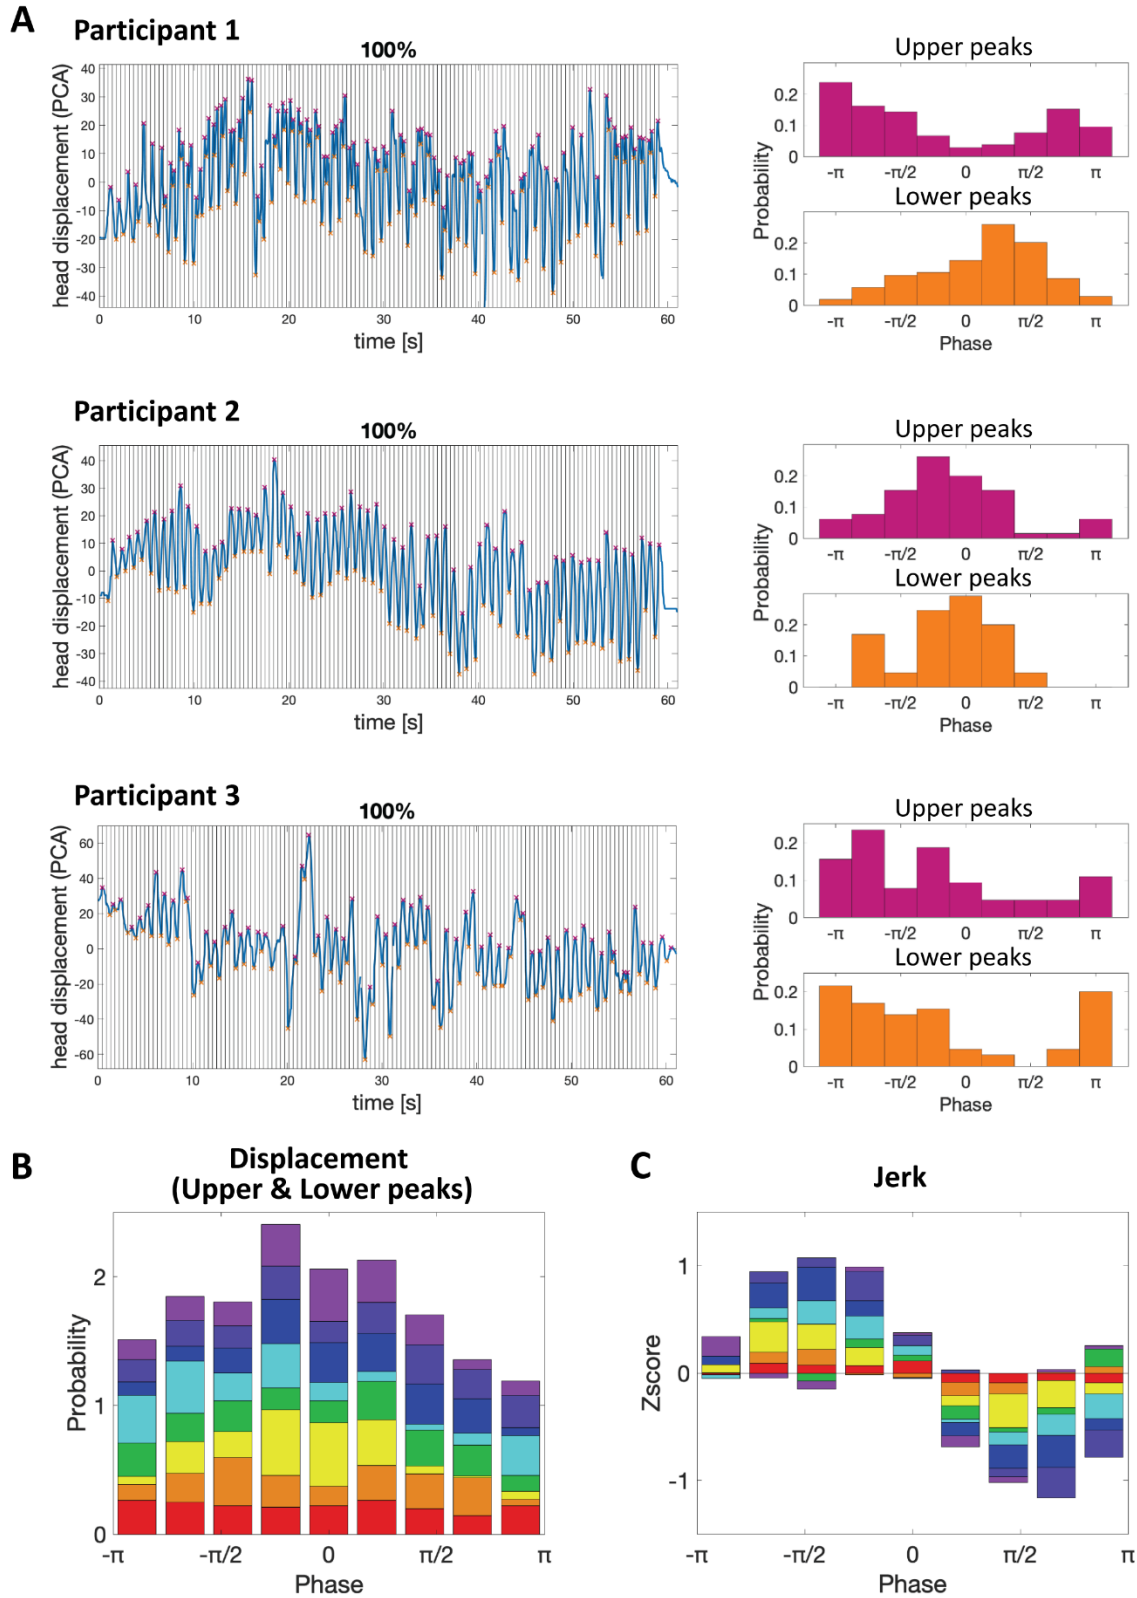 A
Participant 1
100%
head displacement (PCA)
40
30
20
10
0
-10
-20
-30
-40
0
10
20
30
40
50
60
time [s]
Upper peaks
0.2
0.1
0
-π
-π/2
0
π/2
π
Probability
Lower peaks
0.2
0.1
0
-π
-π/2
0
π/2
π
Phase
Participant 2
100%
head displacement (PCA)
40
30
20
10
0
-10
-20
-30
-40
0
10
20
30
40
50
60
time [s]
Upper peaks
0.2
0.1
0
-π
-π/2
0
π/2
π
Probability
Lower peaks
0.2
0.1
0
-π
-π/2
0
π/2
π
Phase
Participant 3
100%
head displacement (PCA)
60
40
20
0
-20
-40
-60
0
10
20
30
40
50
60
time [s]
Upper peaks
0.2
0.1
0
-π
-π/2
0
π/2
π
Probability
Lower peaks
0.2
0.1
0
-π
-π/2
0
π/2
π
Phase
B
Displacement
(Upper & Lower peaks)
Probability
2
1
0
-π
-π/2
0
π/2
π
Phase
C
Jerk
Zscore
1
0
-1
-π
-π/2
0
π/2
π
Phase